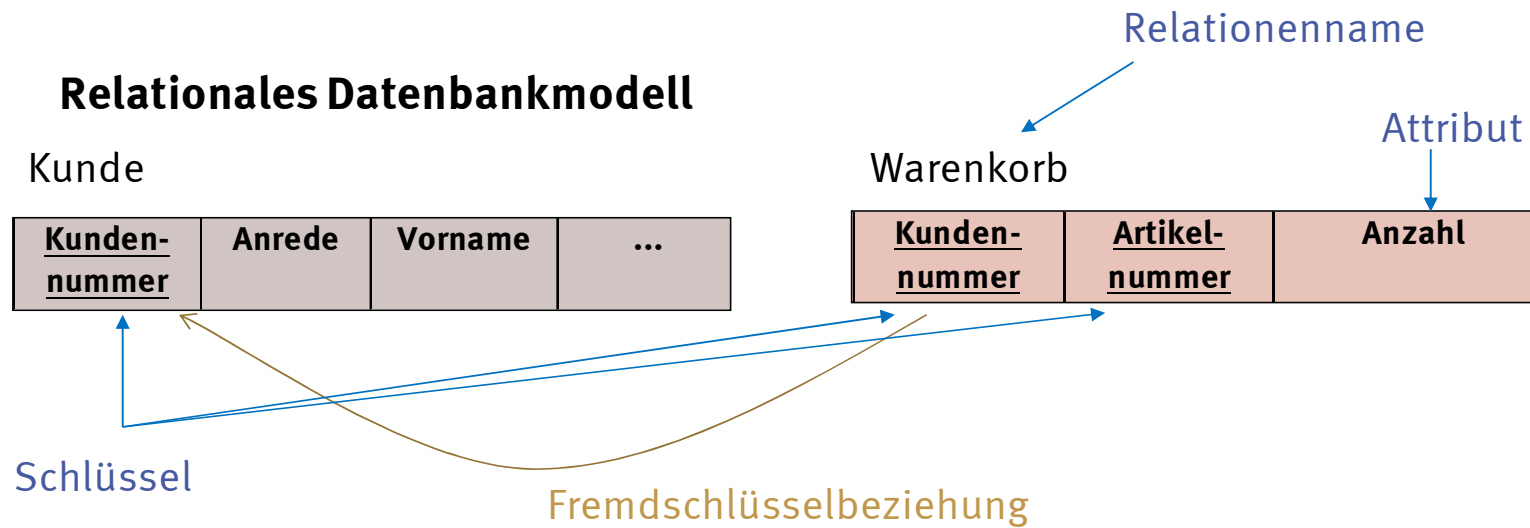 Relationenname
Relationales Datenbankmodell
Attribut
Kunde
Warenkorb
Kunden-
nummer
Anrede
Vorname
...
Kunden-
nummer
Artikel-
nummer
Anzahl
Schlüssel
Fremdschlüsselbeziehung